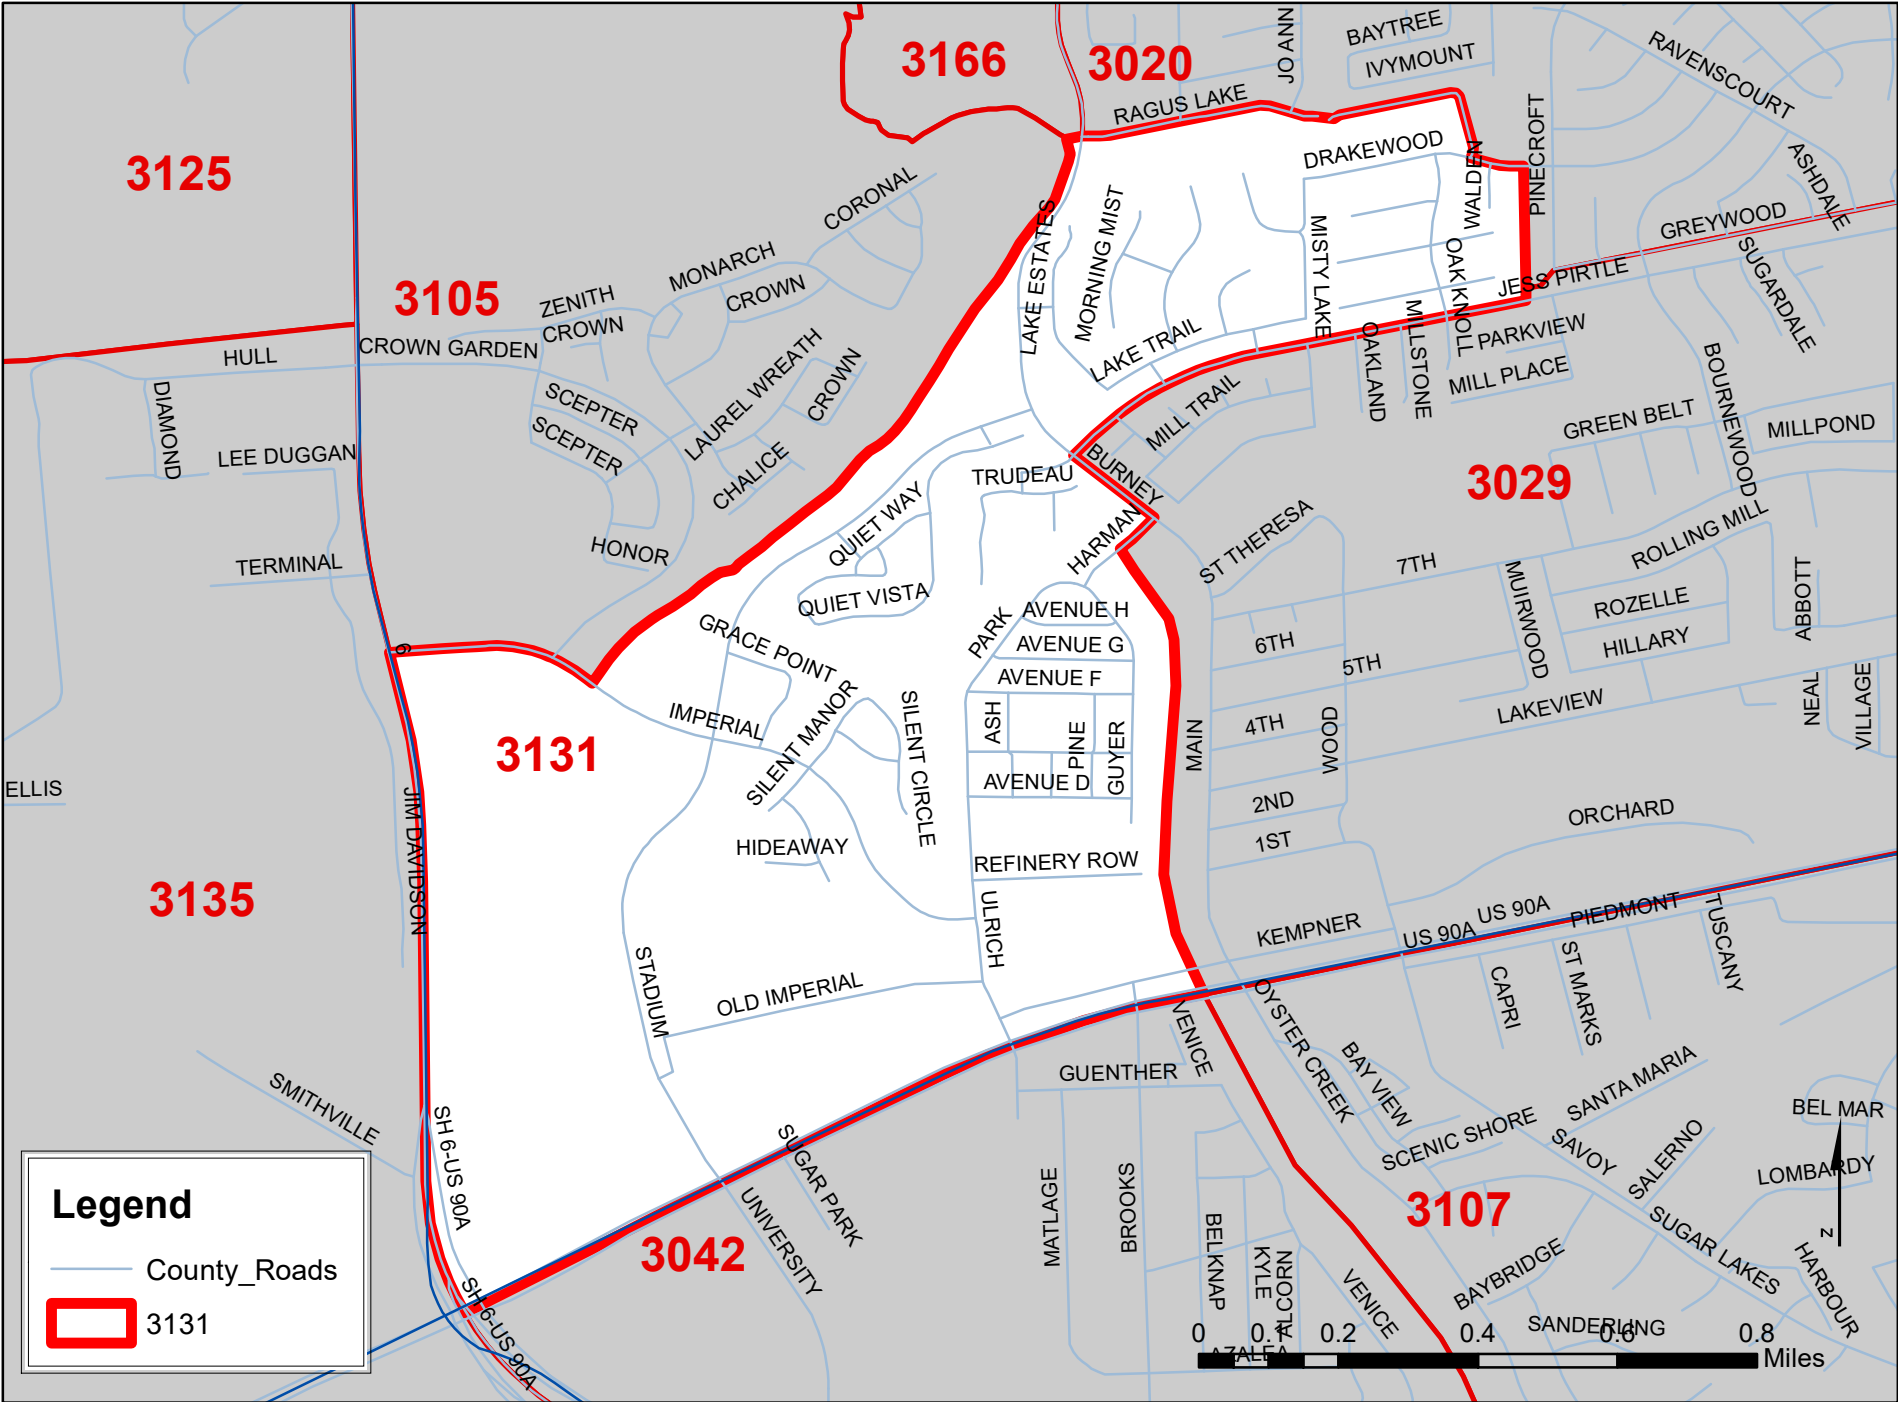 3166
3020
JO ANN
BAYTREE
IVYMOUNT
RAVENSCOURT
RAGUS LAKE
PINECROFT
3125
DRAKEWOOD
WALDEN
ASHDALE
CORONAL
LAKE ESTATES
MORNING MIST
MISTY LAKE
OAK KNOLL
GREYWOOD
SUGARDALE
MONARCH
3105
ZENITH
CROWN
CROWN
JESS PIRTLE
HULL
CROWN GARDEN
LAUREL WREATH
CROWN
LAKE TRAIL
OAKLAND
MILLSTONE
PARKVIEW
MILL PLACE
BOURNEWOOD
DIAMOND
SCEPTER
SCEPTER
MILL TRAIL
GREEN BELT
MILLPOND
LEE DUGGAN
CHALICE
TRUDEAU
BURNEY
3029
QUIET WAY
HARMAN
ST THERESA
ROLLING MILL
TERMINAL
HONOR
7TH
MUIRWOOD
ABBOTT
QUIET VISTA
AVENUE H
ROZELLE
GRACE POINT
PARK
AVENUE G
6TH
HILLARY
6
AVENUE F
5TH
NEAL
VILLAGE
IMPERIAL
SILENT MANOR
SILENT CIRCLE
ASH
PINE
GUYER
MAIN
4TH
WOOD
LAKEVIEW
3131
AVENUE D
ELLIS
2ND
ORCHARD
JIM DAVIDSON
HIDEAWAY
REFINERY ROW
1ST
3135
ULRICH
KEMPNER
US 90A
US 90A
PIEDMONT
TUSCANY
STADIUM
OLD IMPERIAL
CAPRI
ST MARKS
VENICE
OYSTER CREEK
GUENTHER
BAY VIEW
SANTA MARIA
SMITHVILLE
SH 6-US 90A
SUGAR PARK
SCENIC SHORE
SAVOY
SALERNO
BEL MAR
LOMBARDY
UNIVERSITY
MATLAGE
BROOKS
3107
3042
BELKNAP
KYLE
ALCORN
VENICE
BAYBRIDGE
SUGAR LAKES
HARBOUR
N
SH 6-US 90A
SANDERLING
AZALEA
Legend
County_Roads
3131
0 0.1 0.2 0.4 0.6 0.8
Miles